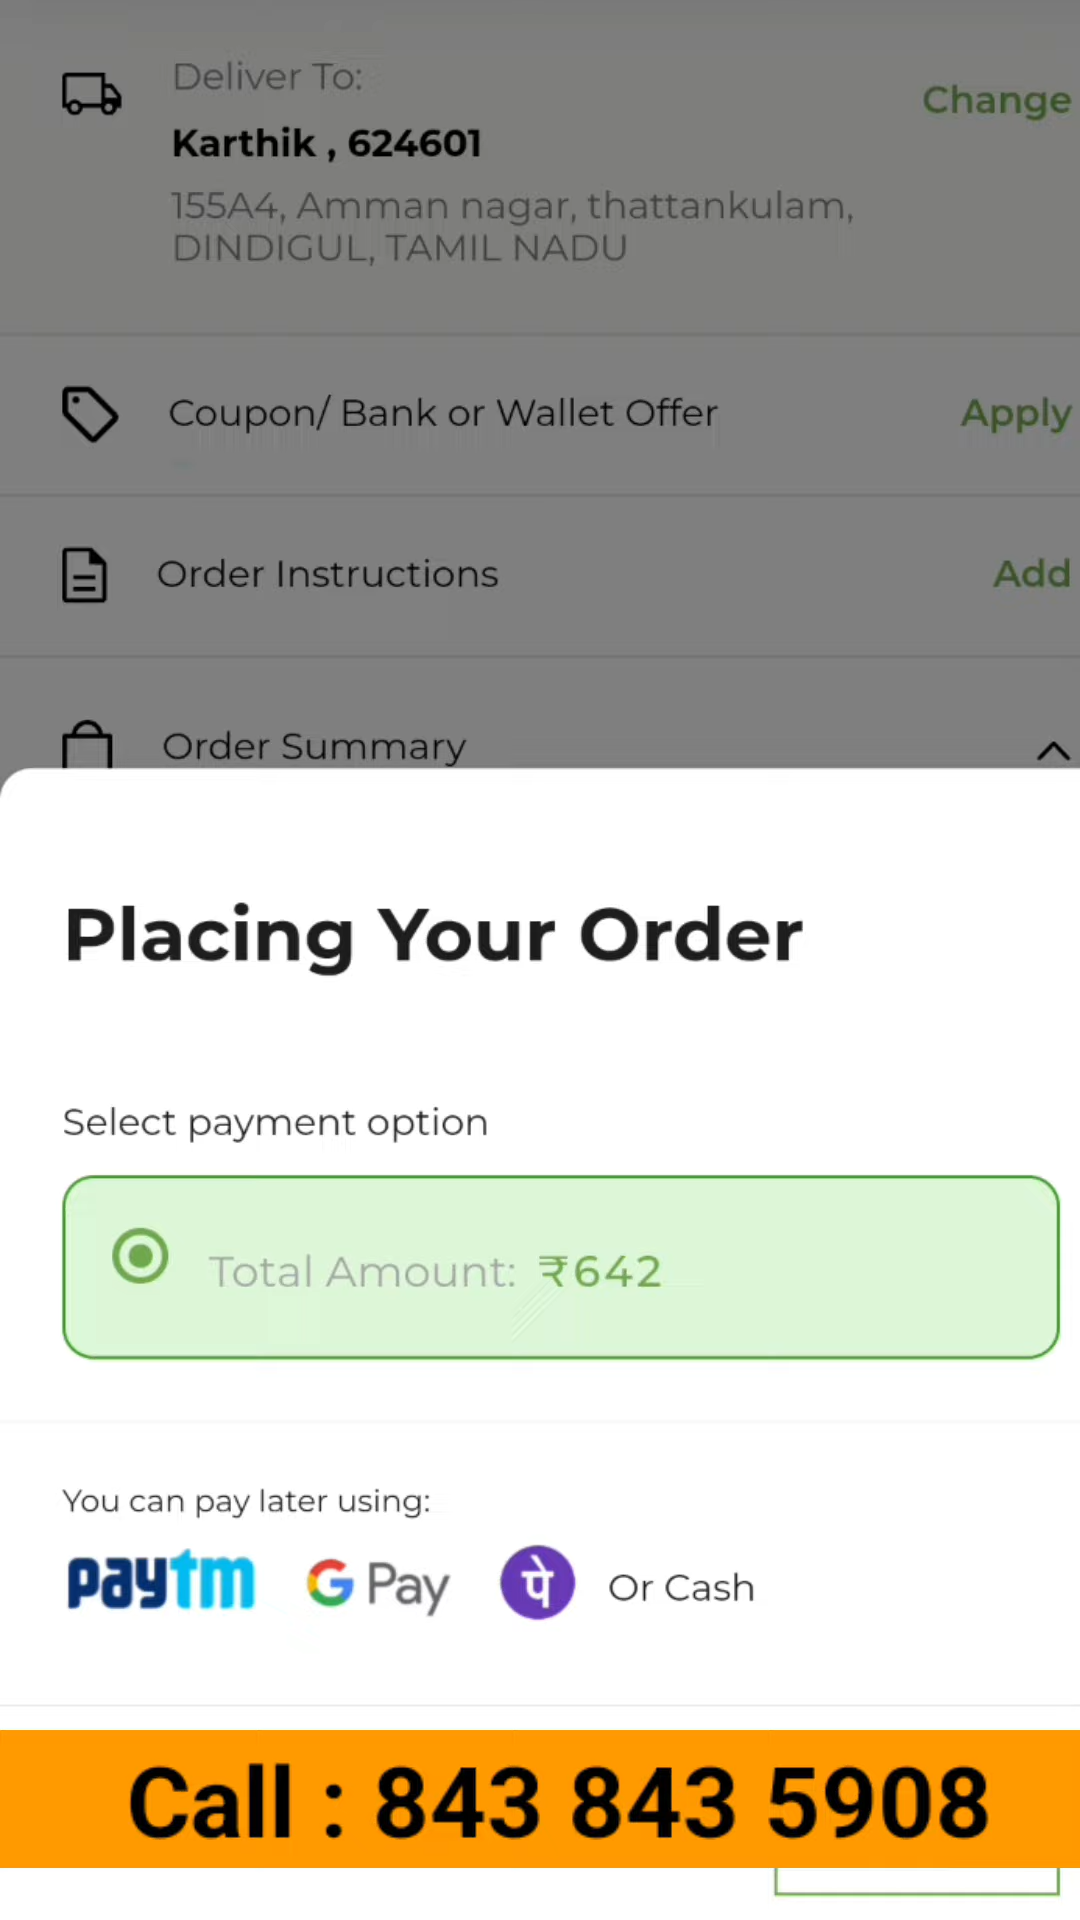 Deliver To:
Change
Karthik , 624601
155A4, Amman nagar, thattankulam,
DINDIGUL, TAMIL NADU
Coupon/ Bank or Wallet Offer
Apply
Order Instructions
Add
Order Summary
Placing Your Order
Select payment option
Total Amount: ₹642
You can pay later using:
paytm G Pay पे Or Cash
Call : 843 843 5908